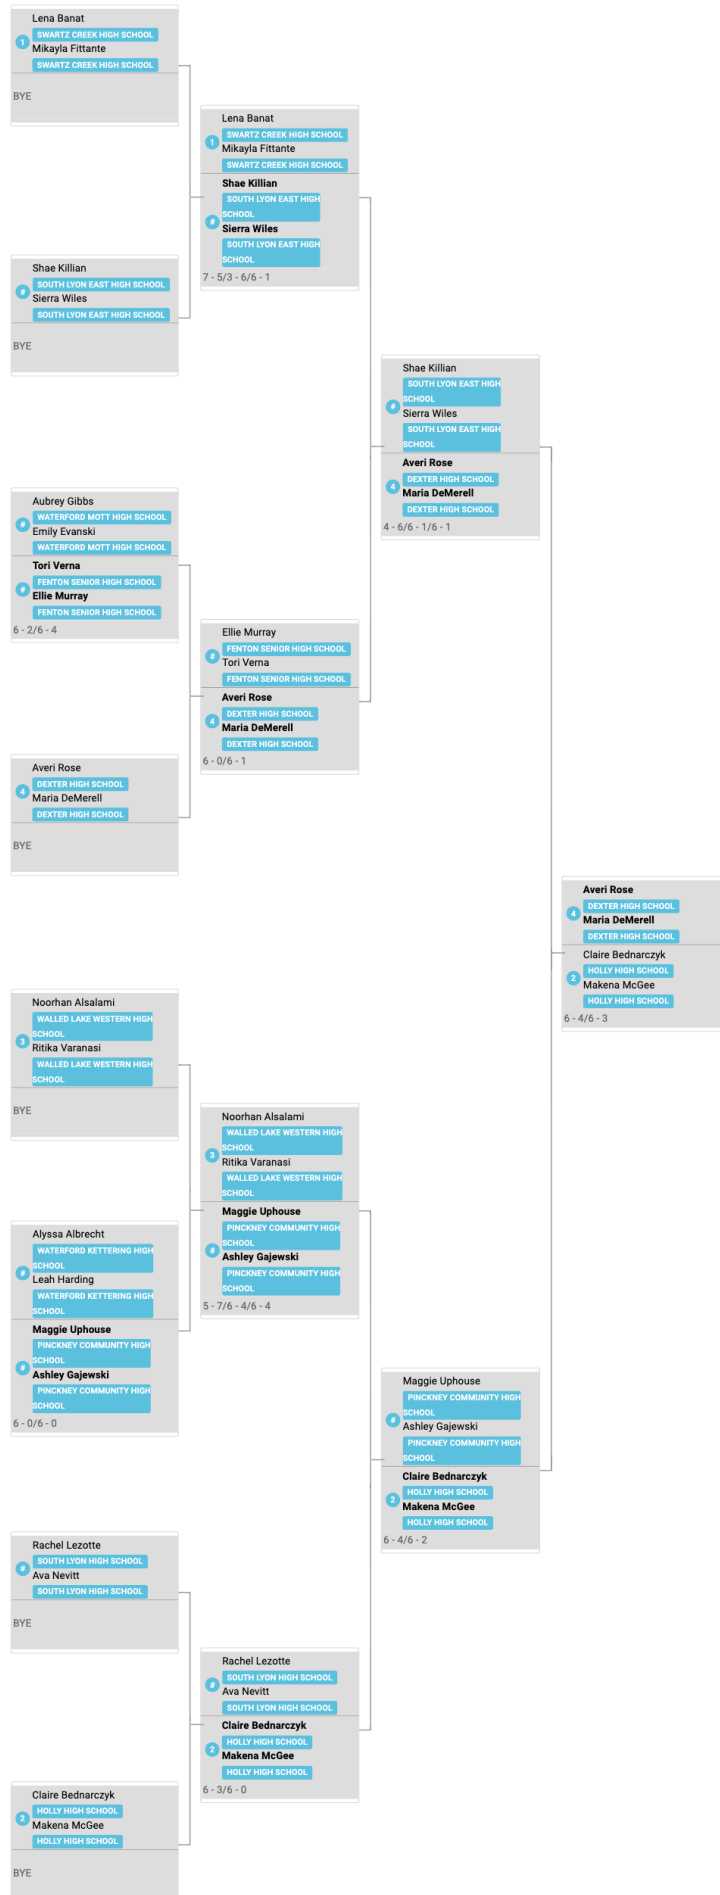 Lena Banat
1
SWARTZ CREEK HIGH SCHOOL
Mikayla Fittante
SWARTZ CREEK HIGH SCHOOL
BYE
Shae Killian
#
SOUTH LYON EAST HIGH SCHOOL
Sierra Wiles
SOUTH LYON EAST HIGH SCHOOL
BYE
Aubrey Gibbs
#
WATERFORD MOTT HIGH SCHOOL
Emily Evanski
WATERFORD MOTT HIGH SCHOOL
Tori Verna
#
FENTON SENIOR HIGH SCHOOL
Ellie Murray
FENTON SENIOR HIGH SCHOOL
6 - 2/6 - 4
Averi Rose
4
DEXTER HIGH SCHOOL
Maria DeMerell
DEXTER HIGH SCHOOL
BYE
Noorhan Alsalami
3
WALLED LAKE WESTERN HIGH
SCHOOL
Ritika Varanasi
WALLED LAKE WESTERN HIGH
SCHOOL
BYE
Alyssa Albrecht
#
WATERFORD KETTERING HIGH
SCHOOL
Leah Harding
WATERFORD KETTERING HIGH
SCHOOL
Maggie Uphouse
#
PINCKNEY COMMUNITY HIGH
SCHOOL
Ashley Gajewski
PINCKNEY COMMUNITY HIGH
SCHOOL
6 - 0/6 - 0
Rachel Lezotte
#
SOUTH LYON HIGH SCHOOL
Ava Nevitt
SOUTH LYON HIGH SCHOOL
BYE
Claire Bednarczyk
2
HOLLY HIGH SCHOOL
Makena McGee
HOLLY HIGH SCHOOL
BYE
Lena Banat
1
SWARTZ CREEK HIGH SCHOOL
Mikayla Fittante
SWARTZ CREEK HIGH SCHOOL
Shae Killian
#
SOUTH LYON EAST HIGH
SCHOOL
Sierra Wiles
SOUTH LYON EAST HIGH
SCHOOL
7 - 5/3 - 6/6 - 1
Ellie Murray
#
FENTON SENIOR HIGH SCHOOL
Tori Verna
FENTON SENIOR HIGH SCHOOL
Averi Rose
4
DEXTER HIGH SCHOOL
Maria DeMerell
DEXTER HIGH SCHOOL
6 - 0/6 - 1
Noorhan Alsalami
3
WALLED LAKE WESTERN HIGH
SCHOOL
Ritika Varanasi
WALLED LAKE WESTERN HIGH
SCHOOL
Maggie Uphouse
#
PINCKNEY COMMUNITY HIGH
SCHOOL
Ashley Gajewski
PINCKNEY COMMUNITY HIGH
SCHOOL
5 - 7/6 - 4/6 - 4
Rachel Lezotte
#
SOUTH LYON HIGH SCHOOL
Ava Nevitt
SOUTH LYON HIGH SCHOOL
Claire Bednarczyk
2
HOLLY HIGH SCHOOL
Makena McGee
HOLLY HIGH SCHOOL
6 - 3/6 - 0
Shae Killian
#
SOUTH LYON EAST HIGH
SCHOOL
Sierra Wiles
SOUTH LYON EAST HIGH
SCHOOL
Averi Rose
4
DEXTER HIGH SCHOOL
Maria DeMerell
DEXTER HIGH SCHOOL
4 - 6/6 - 1/6 - 1
Maggie Uphouse
#
PINCKNEY COMMUNITY HIGH
SCHOOL
Ashley Gajewski
PINCKNEY COMMUNITY HIGH
SCHOOL
Claire Bednarczyk
2
HOLLY HIGH SCHOOL
Makena McGee
HOLLY HIGH SCHOOL
6 - 4/6 - 2
Averi Rose
4
DEXTER HIGH SCHOOL
Maria DeMerell
DEXTER HIGH SCHOOL
Claire Bednarczyk
2
HOLLY HIGH SCHOOL
Makena McGee
HOLLY HIGH SCHOOL
6 - 4/6 - 3